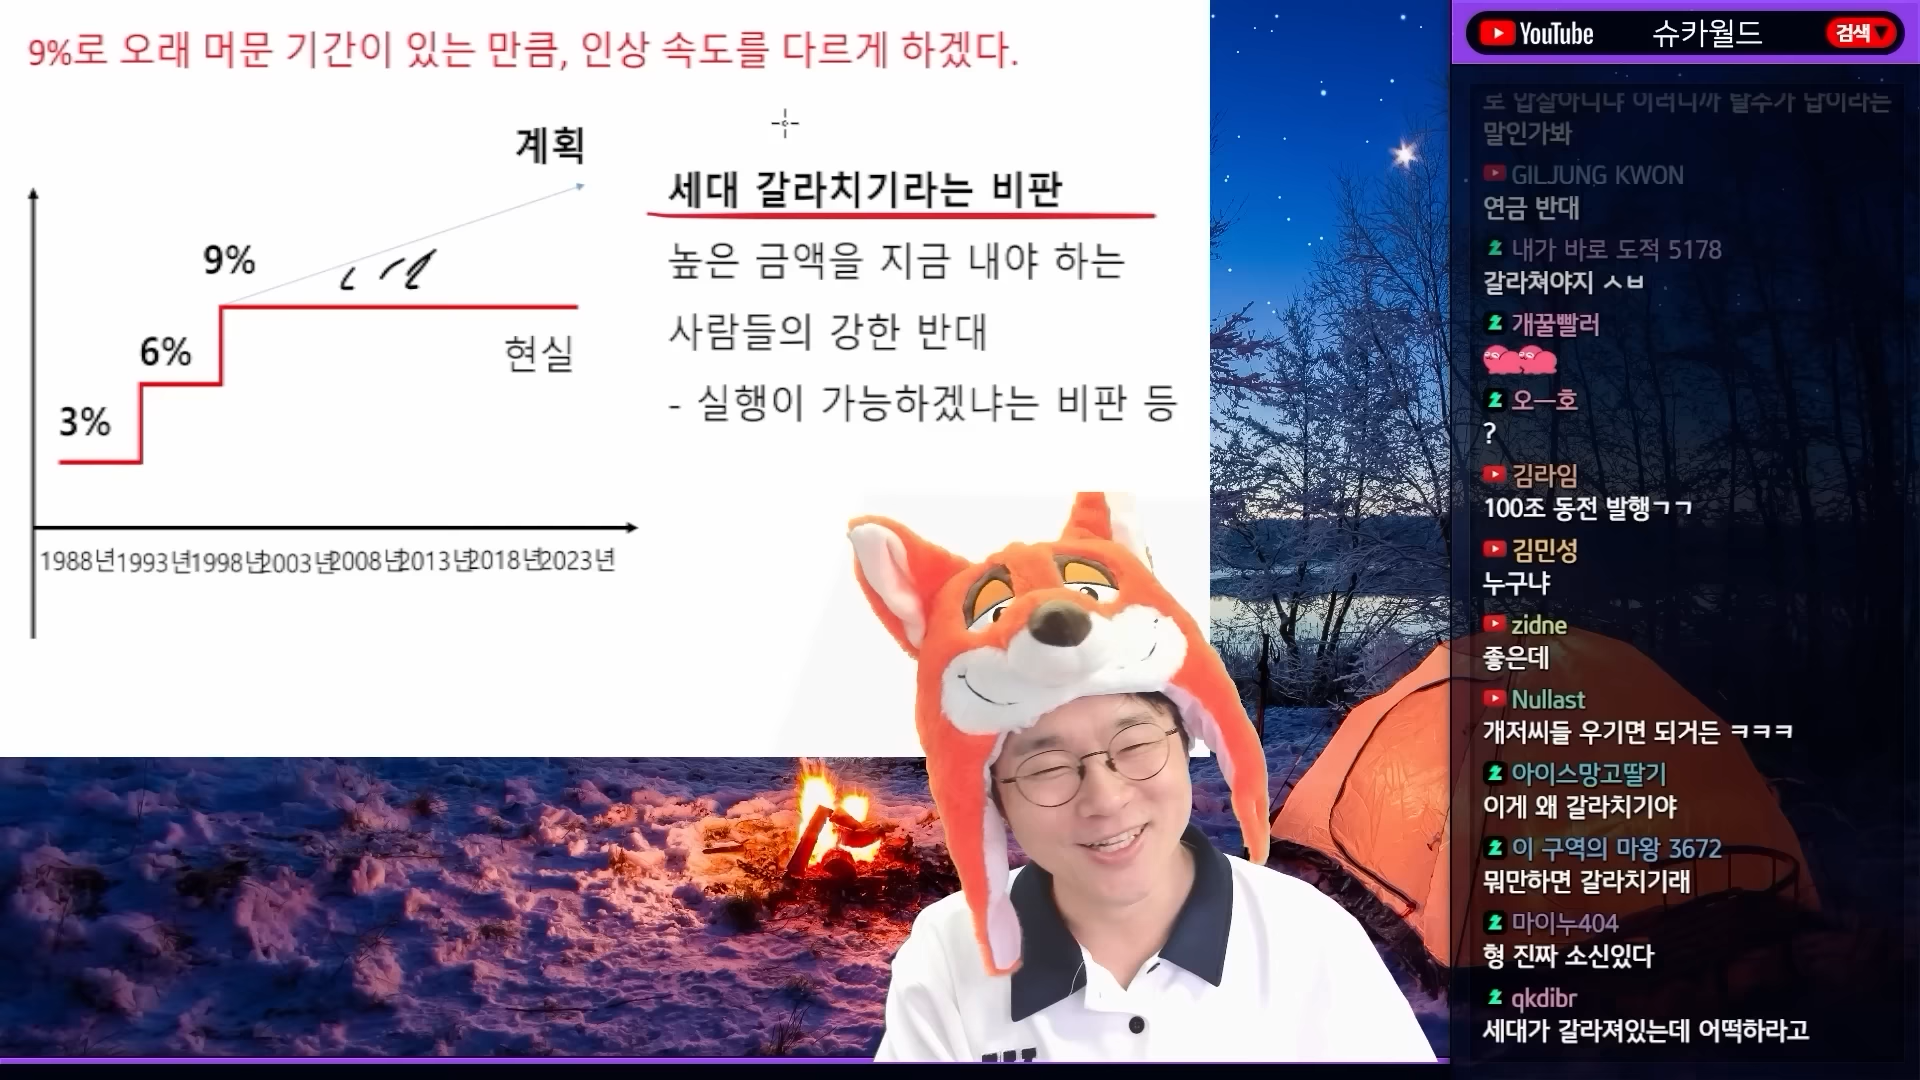 9%로 오래 머문 기간이 있는 만큼, 인상 속도를 다르게 하겠다.
계획
9%
6%
3%
현실
1988년
1993년
1998년
2003년
2008년
2013년
2018년
2023년
세대 갈라치기라는 비판
높은 금액을 지금 내야 하는
사람들의 강한 반대
- 실행이 가능하겠냐는 비판 등
YouTube
슈카월드
검색
말인가봐
GILJUNG KWON
연금 반대
내가 바로 도적 5178
갈라쳐야지 ㅅㅂ
개꿀빨러
오ㅡ호
?
김라임
100조 동전 발행ㄱㄱ
김민성
누구냐
zidne
좋은데
Nullast
개저씨들 우기면 되거든 ㅋㅋㅋ
아이스망고딸기
이게 왜 갈라치기야
이 구역의 마왕 3672
뭐만하면 갈라치기래
마이누404
형 진짜 소신있다
qkdibr
세대가 갈라져있는데 어떡하라고